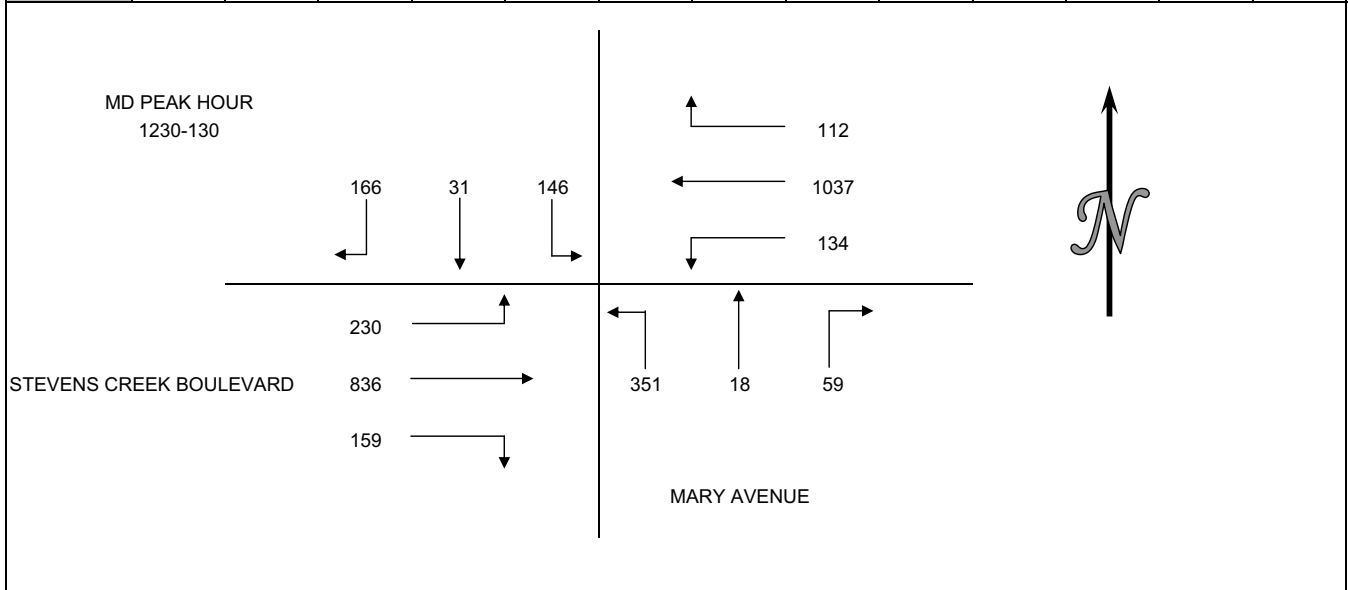 MD PEAK HOUR
1230-130
112
166 31 146 1037
134
230
STEVENS CREEK BOULEVARD 836 351 18 59
159
MARY AVENUE
N